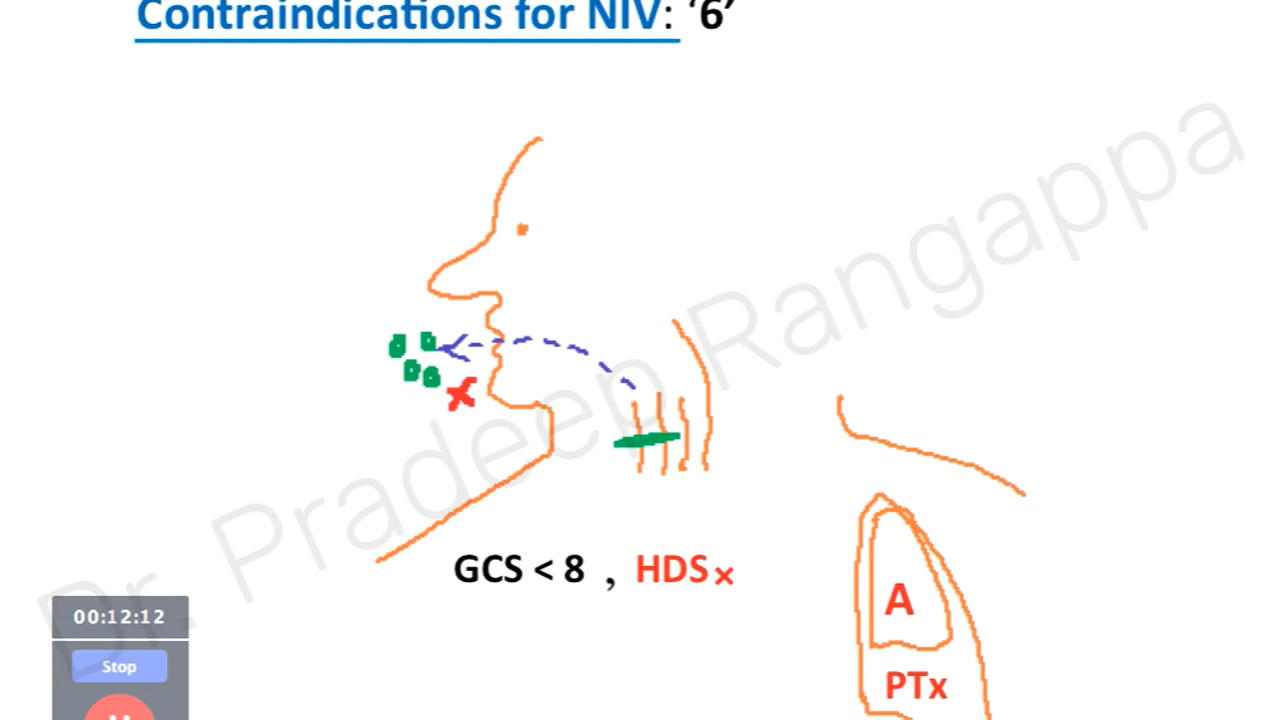 Contraindications for NIV: ‘6’
Dr. Pradeep Rangappa
GCS < 8 , HDS x
A
PTx
00:12:12
Stop